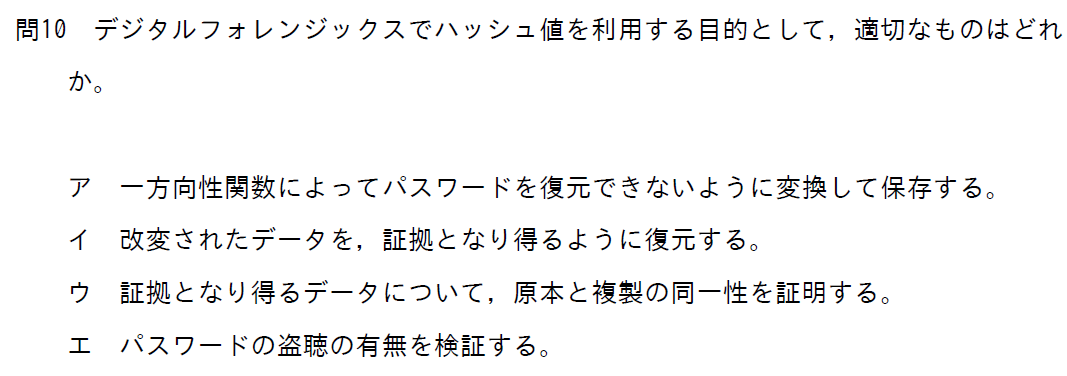 問10　デジタルフォレンジックスでハッシュ値を利用する目的として，適切なものはどれ
か。
ア　一方向性関数によってパスワードを復元できないように変換して保存する。
イ　改変されたデータを，証拠となり得るように復元する。
ウ　証拠となり得るデータについて，原本と複製の同一性を証明する。
エ　パスワードの盗聴の有無を検証する。